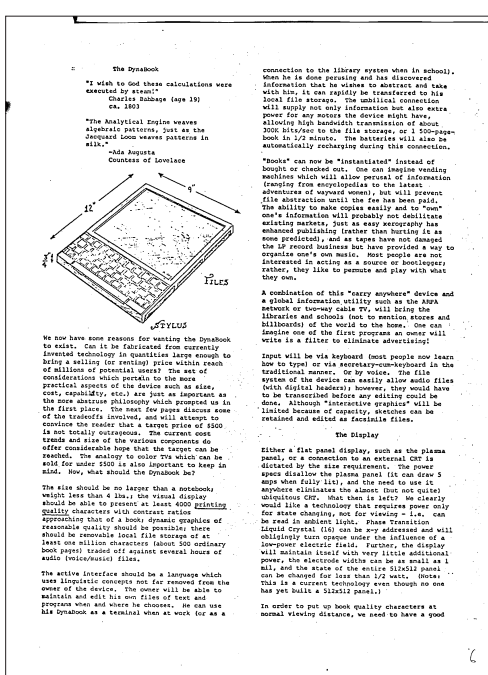 The DynaBook
"I wish to God these calculations were
executed by steam!"
Charles Babbage (age 19)
ca. 1803
"The Analytical Engine weaves
algebraic patterns, just as the
Jacquard Loom weaves patterns in
silk."
-Ada Augusta
Countess of Lovelace
12"
9"
3/4
FILES
STYLUS
We now have some reasons for wanting the DynaBook
to exist. Can it be fabricated from currently
invented technology in quantities large enough to
bring a selling (or renting) price within reach
of millions of potential users? The set of
considerations which pertain to the more
practical aspects of the device such as size,
cost, capability, etc.) are just as important as
the more abstruse philosophy which prompted us in
the first place. The next few pages discuss some
of the tradeoffs involved, and will attempt to
convince the reader that a target price of $500
is not totally outrageous. The current cost
trends and size of the various components do
offer considerable hope that the target can be
reached. The analogy to color TVs which can be
sold for under $500 is also important to keep in
mind. How, what should the DynaBook be?
The size should be no larger than a notebook;
weight less than 4 lbs.; the visual display
should be able to present at least 4000 printing
quality characters with contrast ratios
approaching that of a book; dynamic graphics of
reasonable quality should be possible; there
should be removable local file storage of at
least one million characters (about 500 ordinary
book pages) traded off against several hours of
audio (voice/music) files.
The active interface should be a language which
uses linguistic concepts not far removed from the
owner of the device. The owner will be able to
maintain and edit his own files of text and
programs when and where he chooses. He can use
his DynaBook as a terminal when at work (or as a
connection to the library system when in school).
When he is done perusing and has discovered
information that he wishes to abstract and take
with him, it can rapidly be transferred to his
local file storage. The umbilical connection
will supply not only information but also extra
power for any motors the device might have,
allowing high bandwidth transmission of about
300K bits/sec to the file storage, or 1 500-page
book in 1/2 minute. The batteries will also be
automatically recharging during this connection.
"Books" can now be "instantiated" instead of
bought or checked out. One can imagine vending
machines which will allow perusal of information
(ranging from encyclopedias to the latest
adventures of wayward women), but will prevent
file abstraction until the fee has been paid.
The ability to make copies easily and to "own"
one's information will probably not debilitate
existing markets, just as easy xerography has
enhanced publishing (rather than hurting it as
some predicted), and as tapes have not damaged
the LP record business but have provided a way to
organize one's own music. Most people are not
interested in acting as a source or bootlegger;
rather, they like to permute and play with what
they own.
A combination of this "carry anywhere" device and
a global information utility such as the ARPA
network or two-way cable TV, will bring the
libraries and schools (not to mention stores and
billboards) of the world to the home. One can
imagine one of the first programs an owner will
write is a filter to eliminate advertising!
Input will be via keyboard (most people now learn
how to type) or via secretary-cum-keyboard in the
traditional manner. Or by voice. The file
system of the device can easily allow audio files
(with digital headers); however, they would have
to be transcribed before any editing could be
done. Although "interactive graphics" will be
limited because of capacity, sketches can be
retained and edited as facsimile files.
The Display
Either a flat panel display, such as the plasma
panel, or a connection to an external CRT is
dictated by the size requirement. The power
specs disallow the plasma panel (it can draw 5
amps when fully lit), and the need to use it
anywhere eliminates the almost (but not quite)
ubiquitous CRT. What then is left? We clearly
would like a technology that requires power only
for state changing, not for viewing - i.e. can
be read in ambient light. Phase Transition
Liquid Crystal (16) can be x-y addressed and will
obligingly turn opaque under the influence of a
low-power electric field. Further, the display
will maintain itself with very little additional
power, the electrode widths can be as small as 1
mil, and the state of the entire 512x512 panel
can be changed for less than 1/2 watt. (Note:
This is a current technology even though no one
has yet built a 512x512 panel.)
In order to put up book quality characters at
normal viewing distance, we need to have a good
6